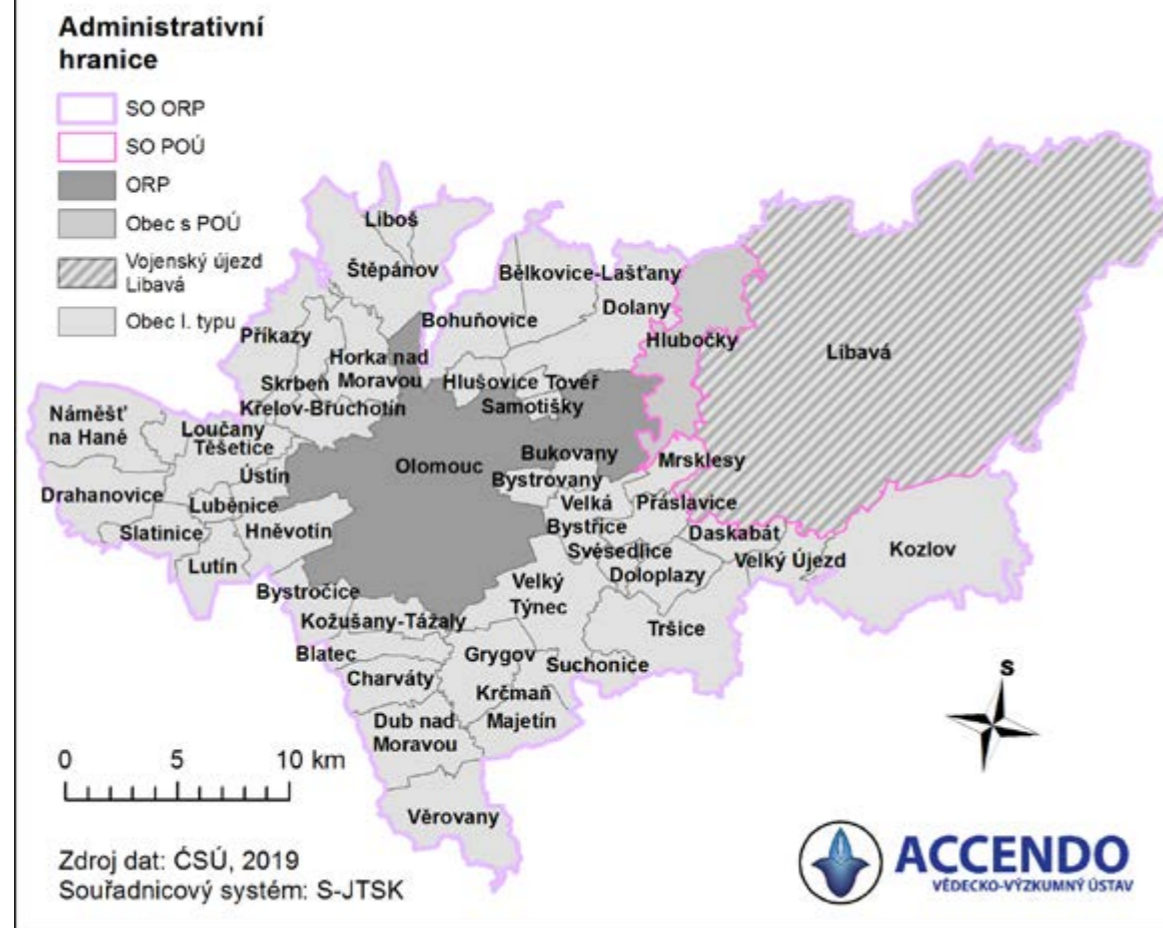 Administrativní
hranice
SO ORP
SO POÚ
ORP
Obec s POÚ
Vojenský újezd
Libavá
Obec I. typu
Liboš
Štěpánov
Bělkovice-Lašťany
Dolany
Bohuňovice
Příkazy
Hlubočky
Libavá
Horka nad
Moravou
Skrbeň
Hlušovice
Tovéř
Samotišky
Křelov-Břuchotín
Náměšť
na Hané
Loučany
Těšetice
Olomouc
Bukovany
Mrsklesy
Ústín
Bystrovany
Drahanovice
Luběnice
Velká
Bystřice
Přáslavice
Slatinice
Hněvotín
Daskabát
Kozlov
Svésedlice
Velký Újezd
Lutín
Doloplazy
Bystročice
Velký
Týnec
Kožušany-Tážaly
Tršice
Blatec
Grygov
Suchonice
Charváty
Krčmaň
Majetín
Dub nad
Moravou
Věrovany
S
0 5 10 km
Zdroj dat: ČSÚ, 2019
Souřadnicový systém: S-JTSK
ACCENDO
VĚDECKO-VÝZKUMNÝ ÚSTAV